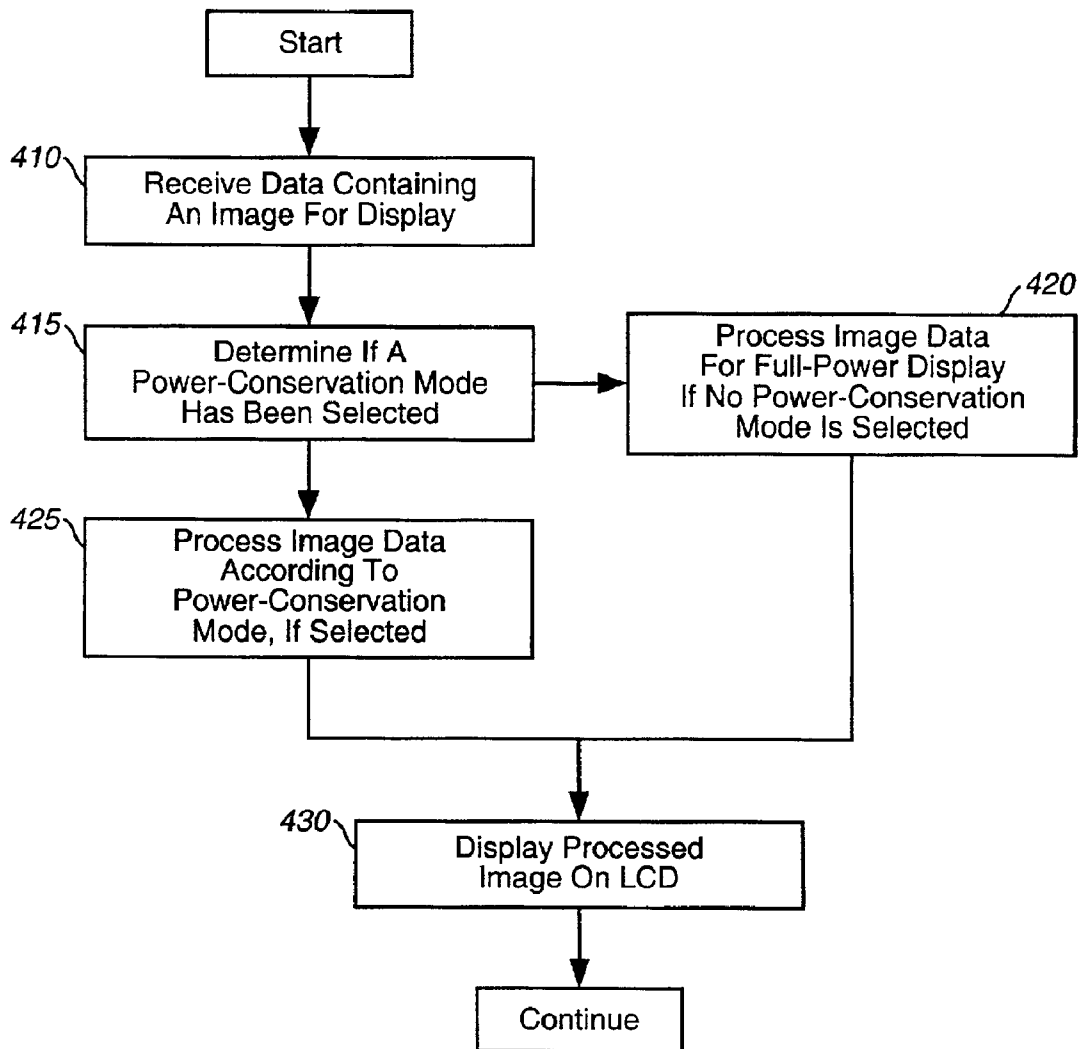 Start
410
Receive Data Containing
An Image For Display
415
Determine If A
Power-Conservation Mode
Has Been Selected
420
Process Image Data
For Full-Power Display
If No Power-Conservation
Mode Is Selected
425
Process Image Data
According To
Power-Conservation
Mode, If Selected
430
Display Processed
Image On LCD
Continue